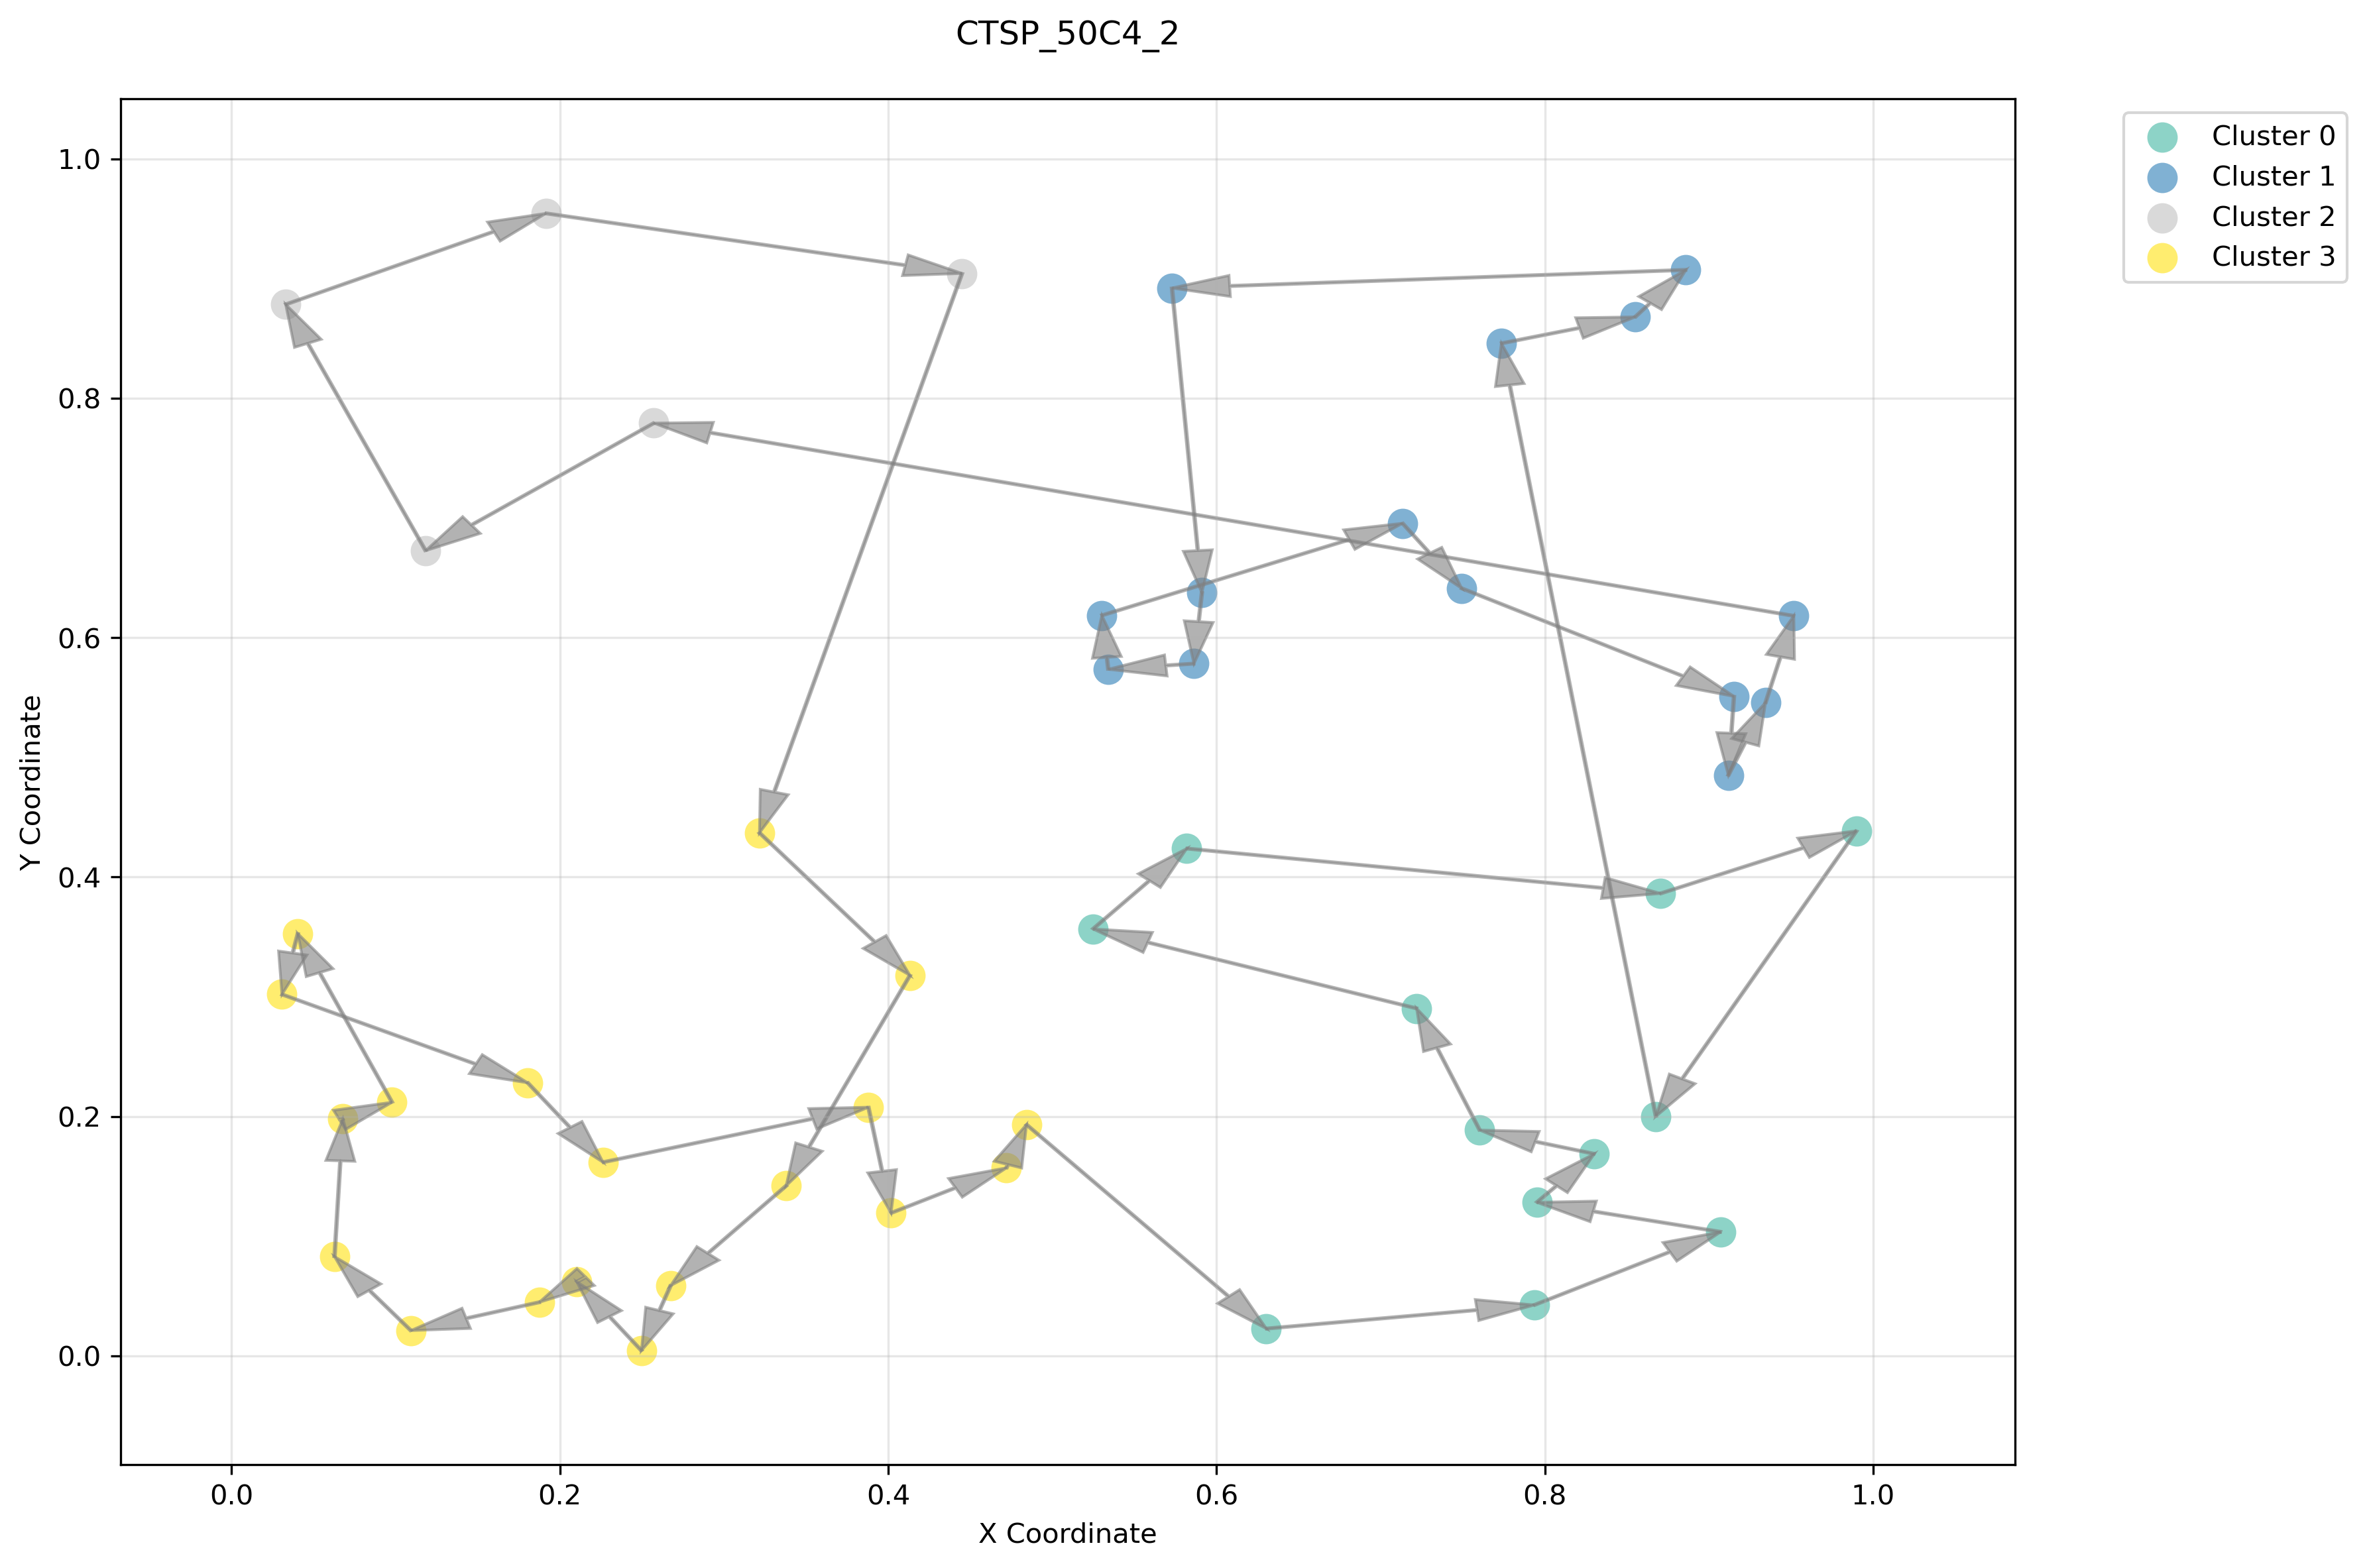 CTSP_50C4_2
Cluster 0
Cluster 1
Cluster 2
Cluster 3
Y Coordinate
1.0
0.8
0.6
0.4
0.2
0.0
0.0 0.2 0.4 0.6 0.8 1.0
X Coordinate